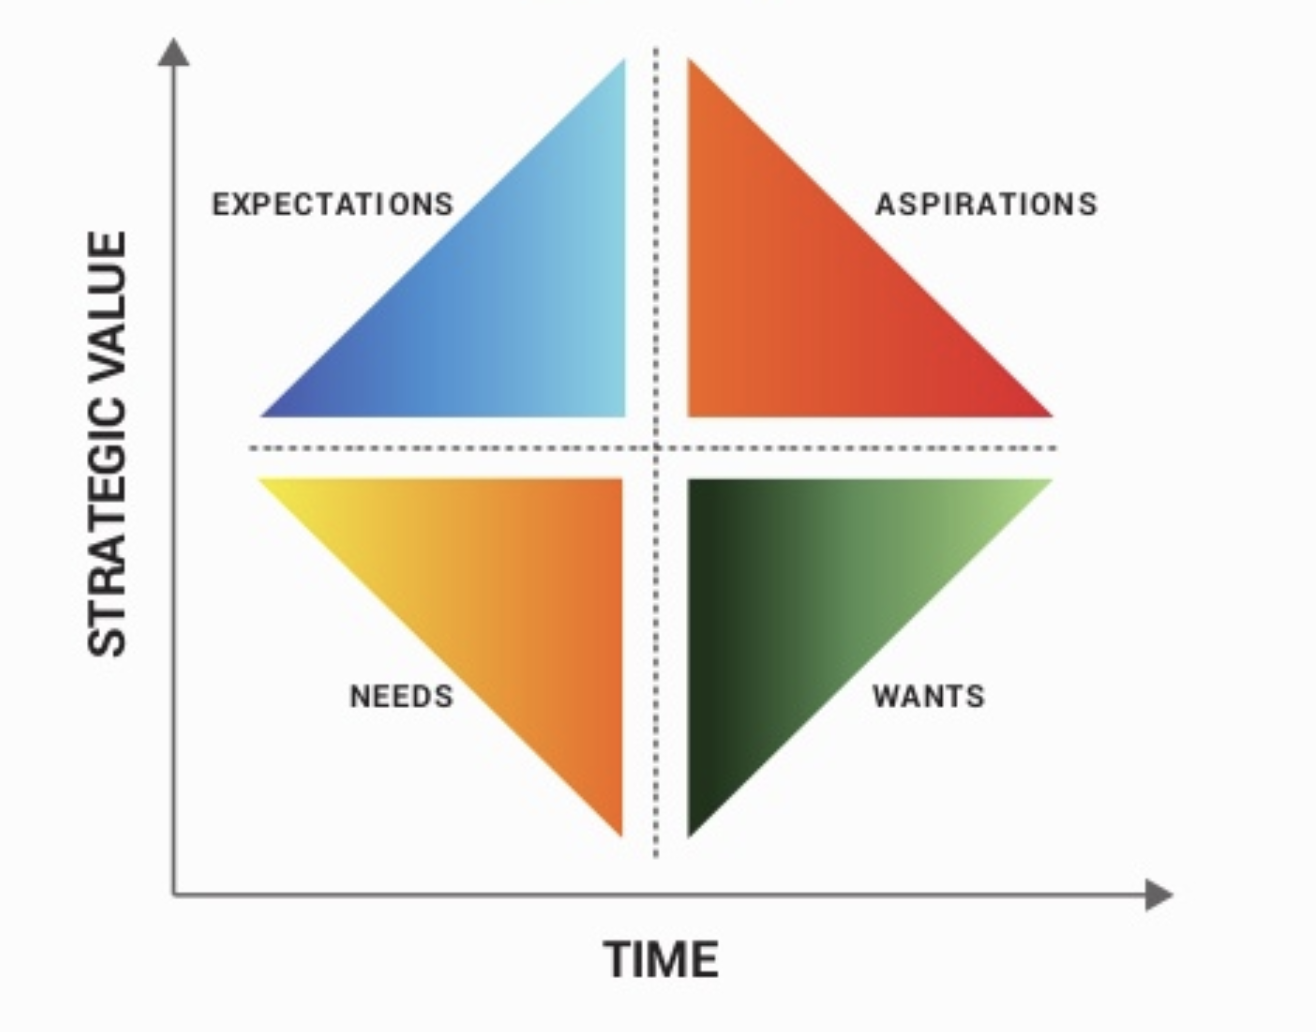 EXPECTATIONS
ASPIRATIONS
STRATEGIC VALUE
NEEDS
WANTS
TIME